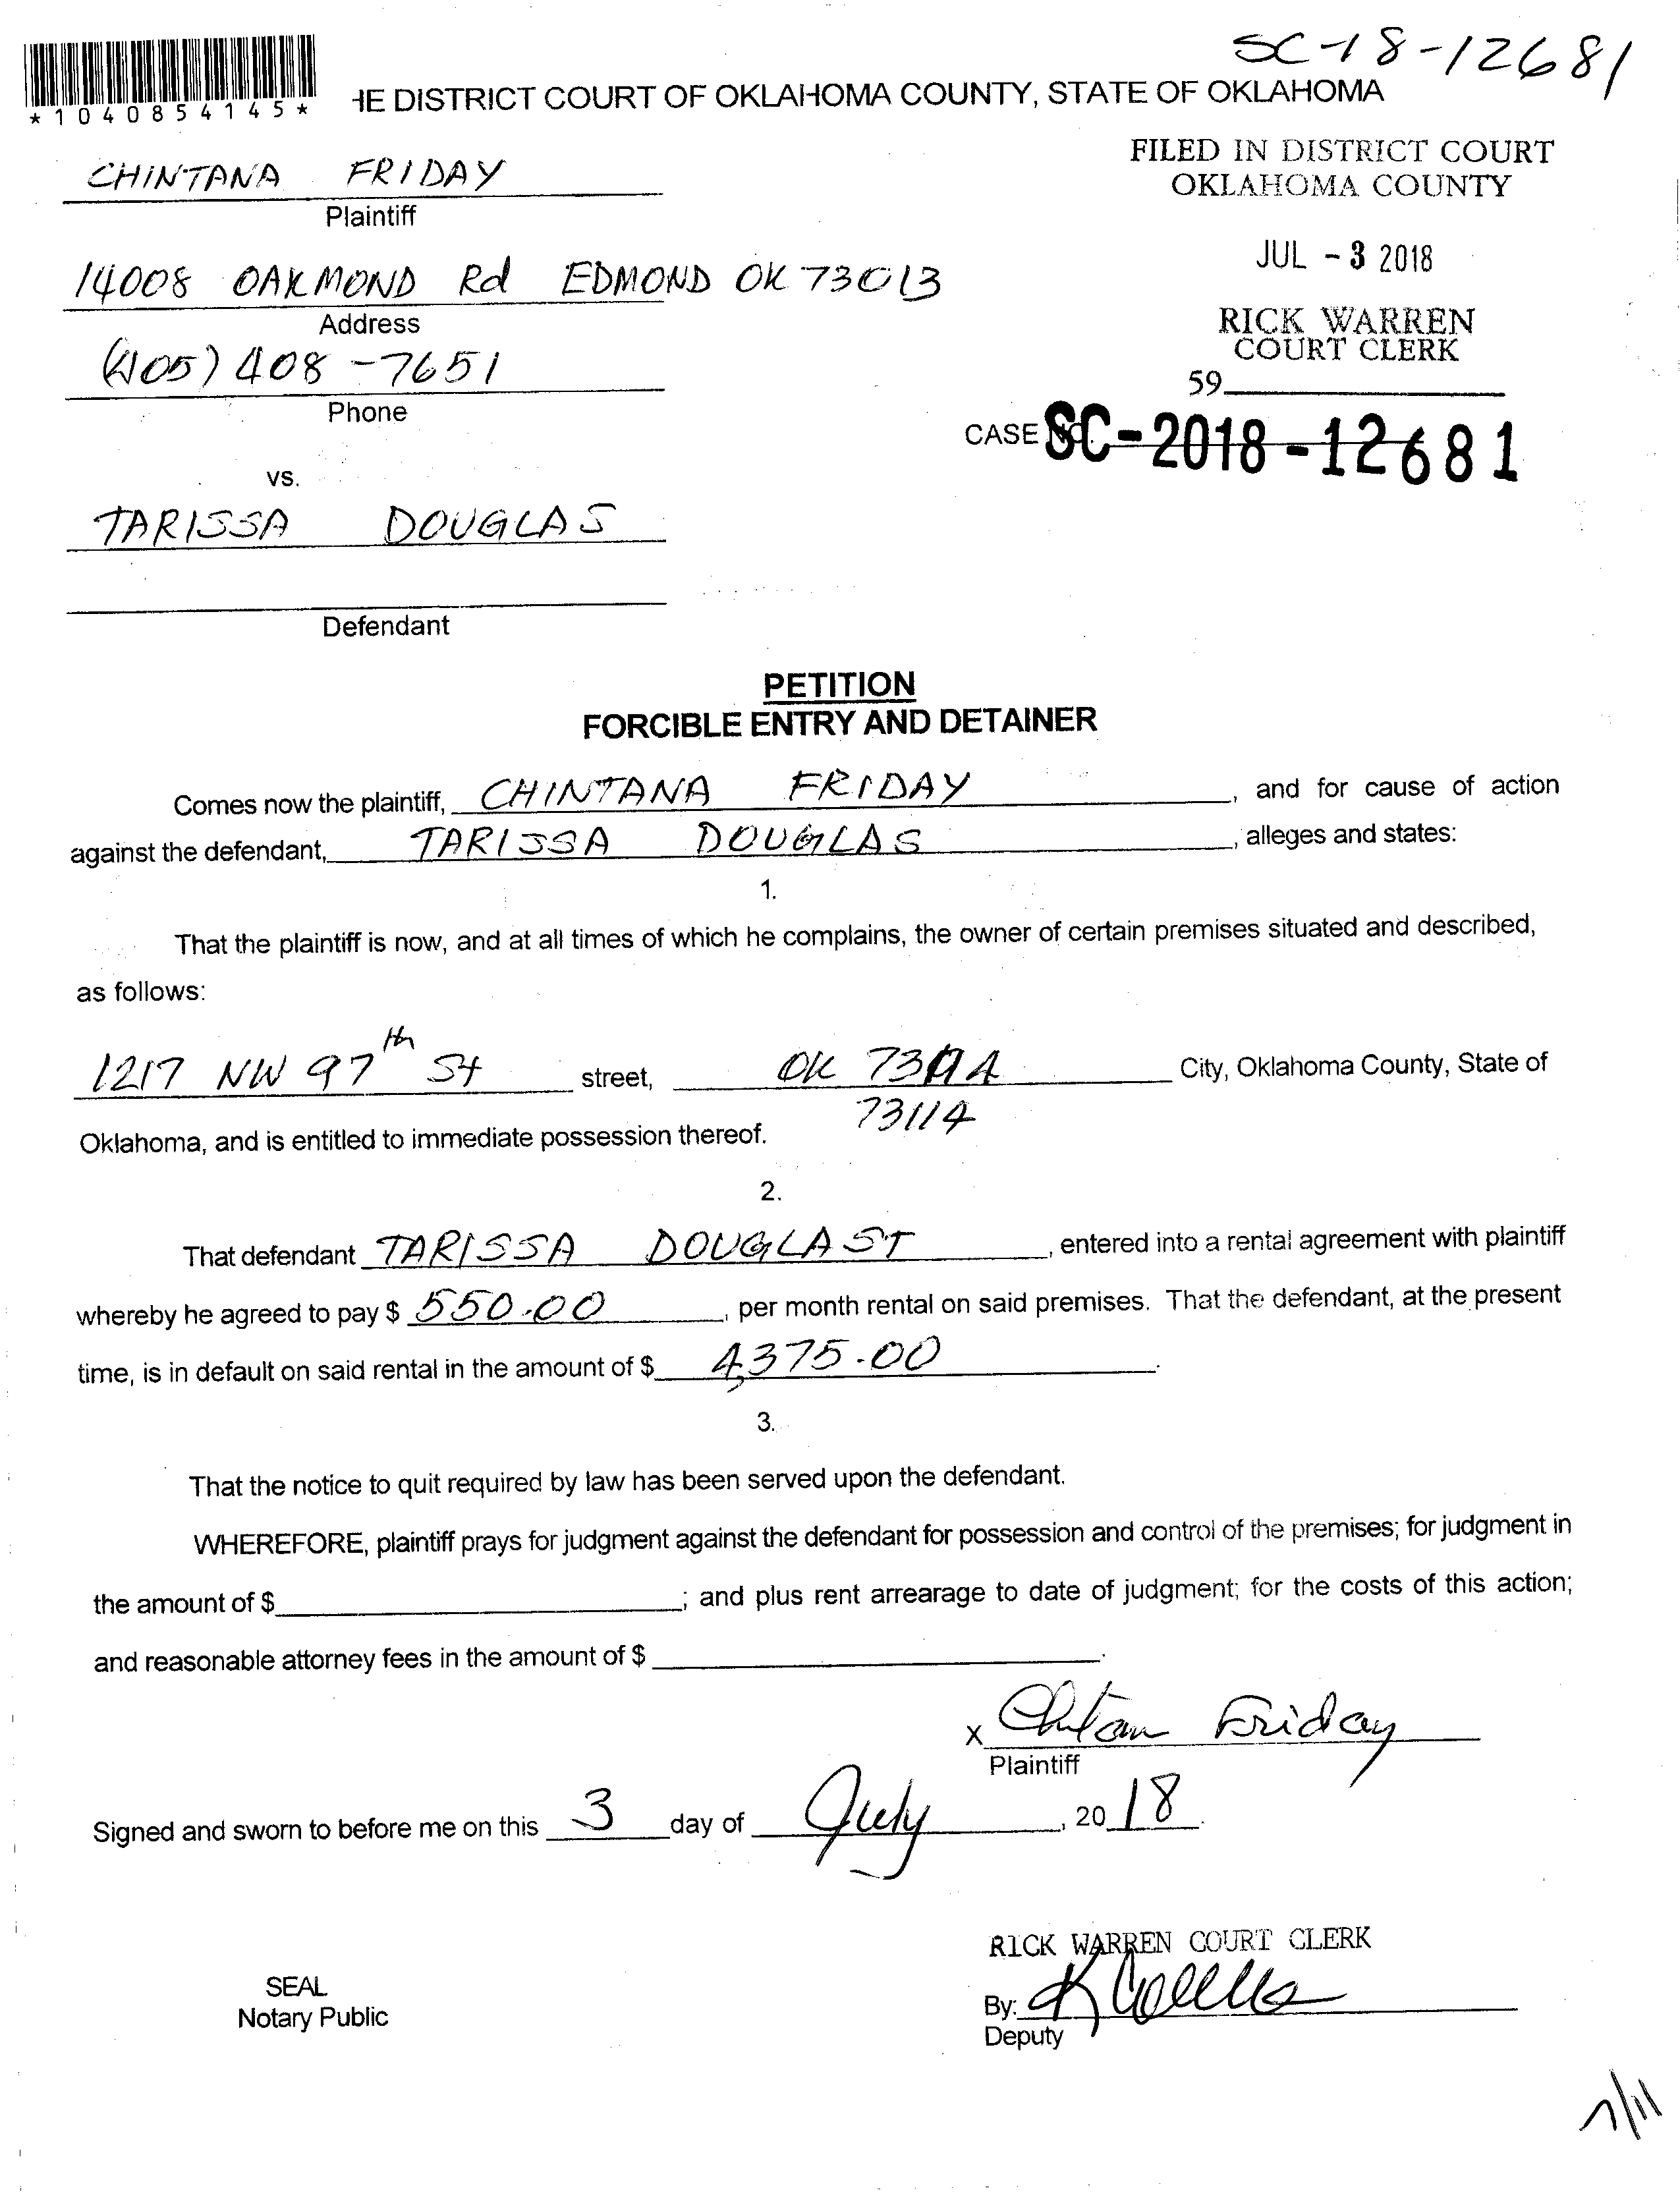 SC-18-12681
*1040854145*
HE DISTRICT COURT OF OKLAHOMA COUNTY, STATE OF OKLAHOMA
FILED IN DISTRICT COURT
OKLAHOMA COUNTY
CHINTANA FRIDAY
Plaintiff
JUL - 3 2018
14008 OAKMOND Rd EDMOND OK 73013
Address
RICK WARREN
COURT CLERK
(405) 408-7651
59
Phone
CASE NO. SC-2018-12681
vs.
TARISSA DOUGLAS
Defendant
PETITION
FORCIBLE ENTRY AND DETAINER
Comes now the plaintiff, CHINTANA FRIDAY, and for cause of action
against the defendant, TARISSA DOUGLAS, alleges and states:
1.
That the plaintiff is now, and at all times of which he complains, the owner of certain premises situated and described,
as follows:
1217 NW 97th St street, OK City, Oklahoma County, State of
73114
Oklahoma, and is entitled to immediate possession thereof.
2.
That defendant TARISSA DOUGLAST, entered into a rental agreement with plaintiff
whereby he agreed to pay $ 550.00, per month rental on said premises. That the defendant, at the present
time, is in default on said rental in the amount of $ 4,375.00.
3.
That the notice to quit required by law has been served upon the defendant.
WHEREFORE, plaintiff prays for judgment against the defendant for possession and control of the premises; for judgment in
the amount of $ ; and plus rent arrearage to date of judgment; for the costs of this action;
and reasonable attorney fees in the amount of $ .
x Friday
Plaintiff
Signed and sworn to before me on this 3 day of July, 2018.
RICK WARREN COURT CLERK
SEAL
Notary Public
By: K
Deputy
7/11